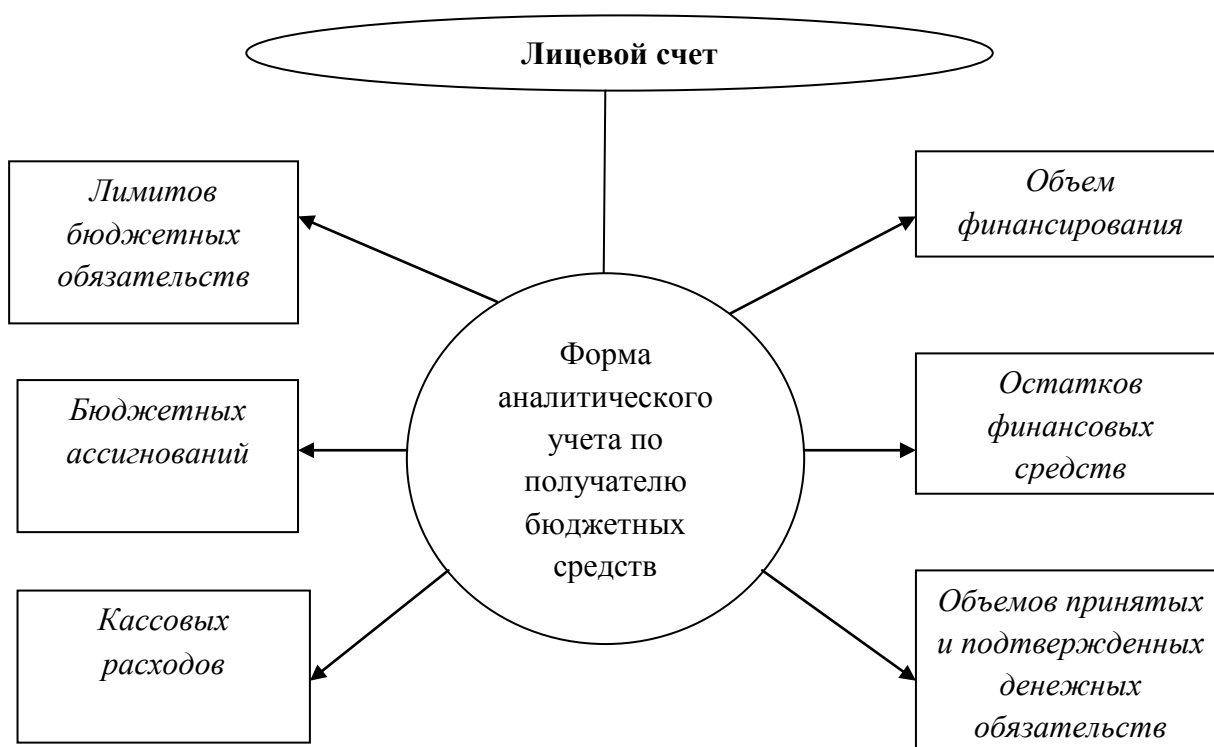 Лицевой счет
Лимитов
бюджетных
обязательств
Бюджетных
ассигнований
Кассовых
расходов
Форма
аналитического
учета по
получателю
бюджетных
средств
Объем
финансирования
Остатков
финансовых
средств
Объемов принятых
и подтвержденных
денежных
обязательств